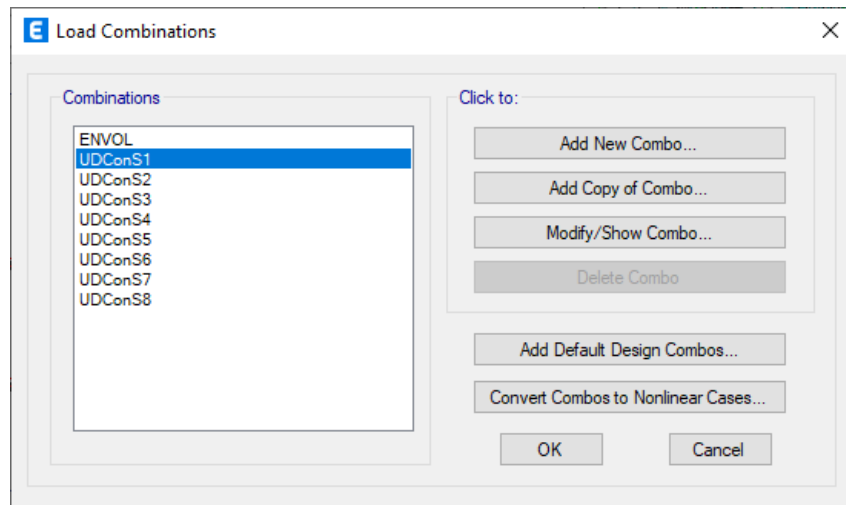 E Load Combinations
Combinations
ENVOL
UDConS1
UDConS2
UDConS3
UDConS4
UDConS5
UDConS6
UDConS7
UDConS8
Click to:
Add New Combo...
Add Copy of Combo...
Modify/Show Combo...
Delete Combo
Add Default Design Combos...
Convert Combos to Nonlinear Cases...
OK
Cancel